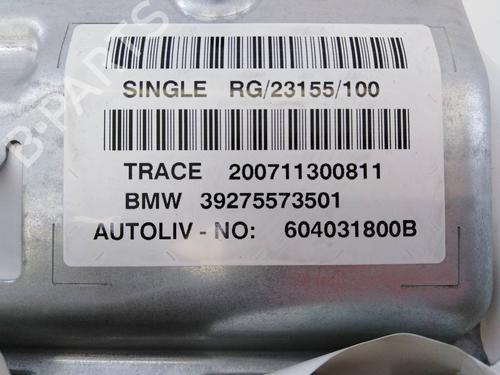 SINGLE RG/23155/100
TRACE 200711300811
BMW 39275573501
AUTOLIV - NO: 604031800B
B-PARTS